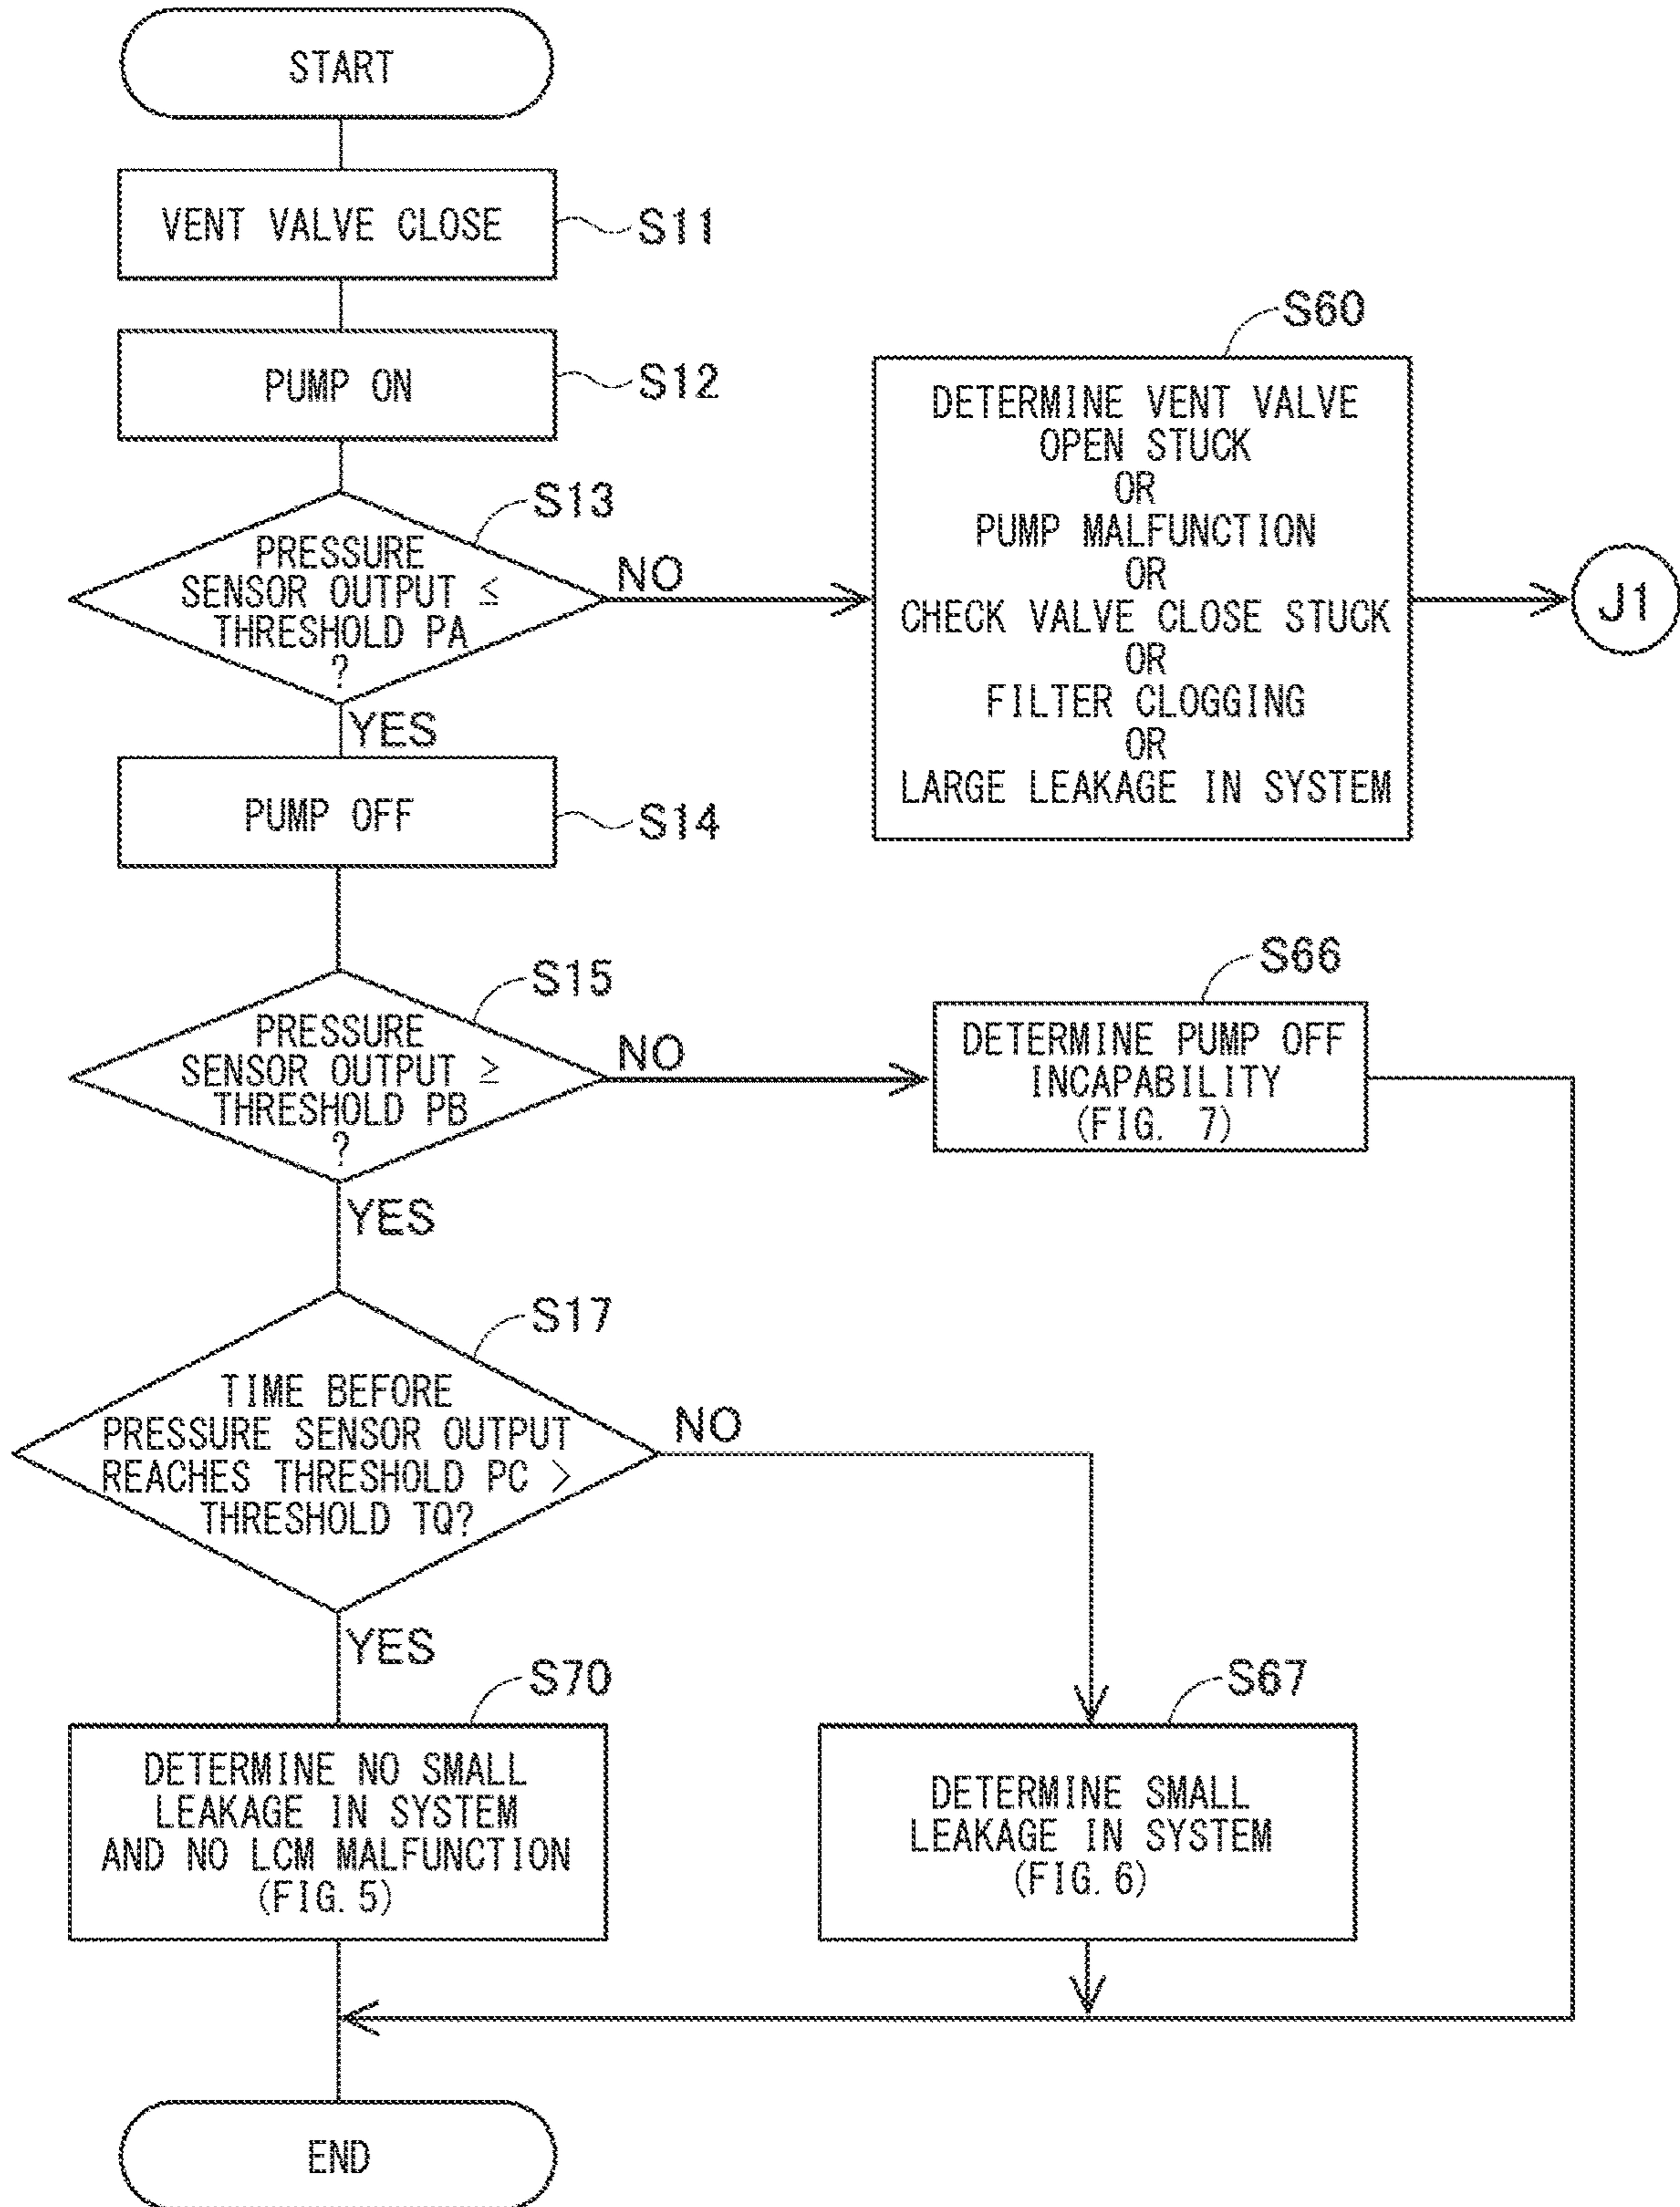 START
VENT VALVE CLOSE
S11
PUMP ON
S12
S13
PRESSURE
SENSOR OUTPUT ≤
THRESHOLD PA
?
NO
YES
S60
DETERMINE VENT VALVE
OPEN STUCK
OR
PUMP MALFUNCTION
OR
CHECK VALVE CLOSE STUCK
OR
FILTER CLOGGING
OR
LARGE LEAKAGE IN SYSTEM
J1
PUMP OFF
S14
S15
PRESSURE
SENSOR OUTPUT ≥
THRESHOLD PB
?
NO
YES
S66
DETERMINE PUMP OFF
INCAPABILITY
(FIG. 7)
S17
TIME BEFORE
PRESSURE SENSOR OUTPUT
REACHES THRESHOLD PC >
THRESHOLD TQ?
NO
YES
S70
DETERMINE NO SMALL
LEAKAGE IN SYSTEM
AND NO LCM MALFUNCTION
(FIG. 5)
S67
DETERMINE SMALL
LEAKAGE IN SYSTEM
(FIG. 6)
END